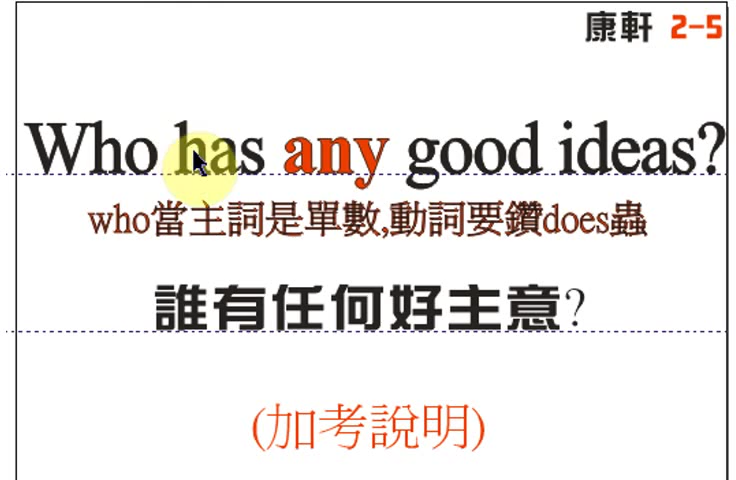 康軒 2-5
Who has any good ideas?
who當主詞是單數,動詞要鑽does蟲
誰有任何好主意?
(加考說明)